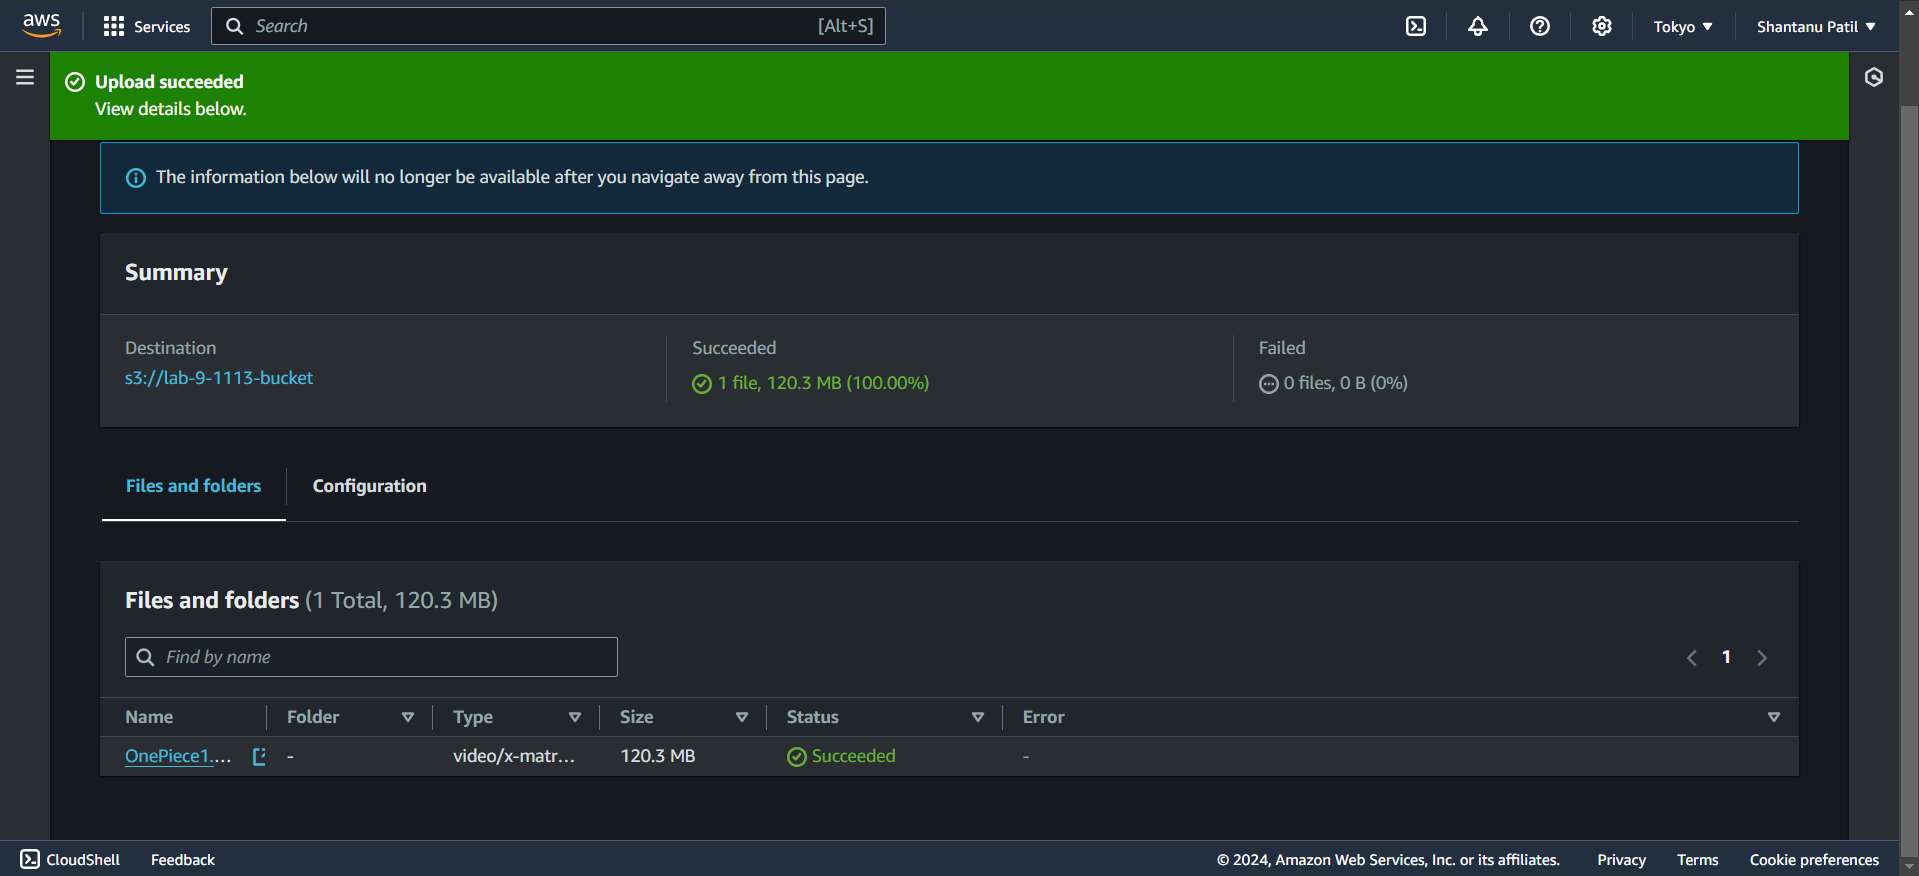 aws Services Search [Alt+S] Tokyo Shantanu Patil
Upload succeeded
View details below.
The information below will no longer be available after you navigate away from this page.
Summary
Destination
s3://lab-9-1113-bucket
Succeeded
1 file, 120.3 MB (100.00%)
Failed
0 files, 0 B (0%)
Files and folders Configuration
Files and folders (1 Total, 120.3 MB)
Find by name
1
Name Folder Type Size Status Error
OnePiece1.... - video/x-matr... 120.3 MB Succeeded -
CloudShell Feedback © 2024, Amazon Web Services, Inc. or its affiliates. Privacy Terms Cookie preferences